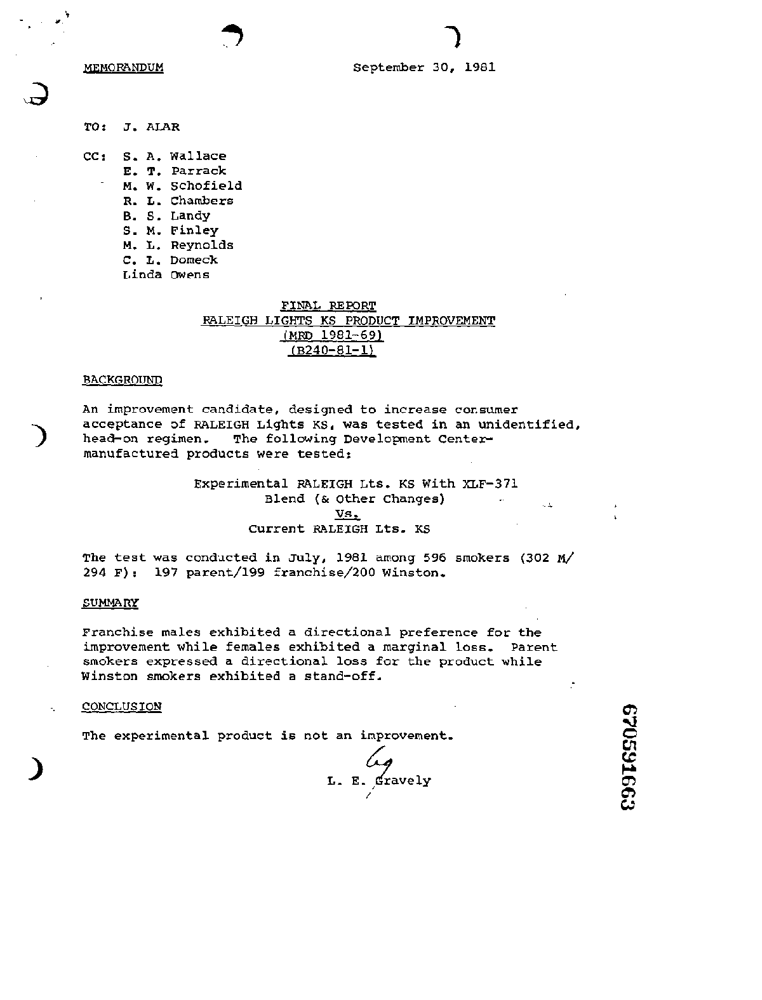 MEMORANDUM September 30, 1981
TO: J. ALAR
CC: S. A. Wallace
E. T. Parrack
M. W. Schofield
R. L. Chambers
B. S. Landy
S. M. Finley
M. L. Reynolds
C. L. Domeck
Linda Owens
FINAL REPORT
RALEIGH LIGHTS KS PRODUCT IMPROVEMENT
(MRD 1981-69)
(B240-81-1)
BACKGROUND
An improvement candidate, designed to increase consumer
acceptance of RALEIGH Lights KS, was tested in an unidentified,
head-on regimen. The following Development Center-
manufactured products were tested:
Experimental RALEIGH Lts. KS With XLF-371
Blend (& Other Changes)
Vs.
Current RALEIGH Lts. KS
The test was conducted in July, 1981 among 596 smokers (302 M/
294 F): 197 parent/199 franchise/200 Winston.
SUMMARY
Franchise males exhibited a directional preference for the
improvement while females exhibited a marginal loss. Parent
smokers expressed a directional loss for the product while
Winston smokers exhibited a stand-off.
CONCLUSION
The experimental product is not an improvement.
L. E. Gravely
670591663